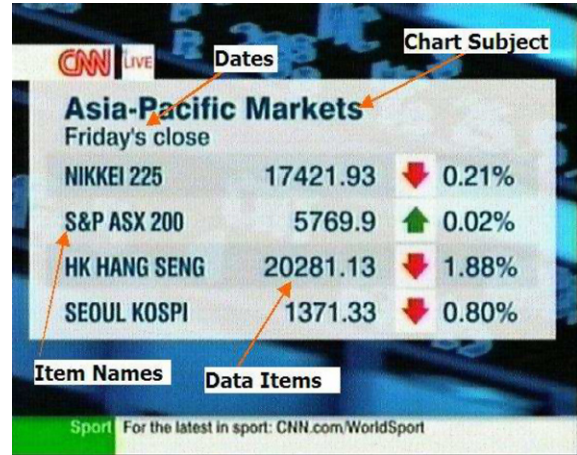 Chart Subject
CNN LIVE
Dates
Asia-Pacific Markets
Friday's close
NIKKEI 225 17421.93 0.21%
S&P ASX 200 5769.9 0.02%
HK HANG SENG 20281.13 1.88%
SEOUL KOSPI 1371.33 0.80%
Item Names
Data Items
Sport For the latest in sport: CNN.com/WorldSport